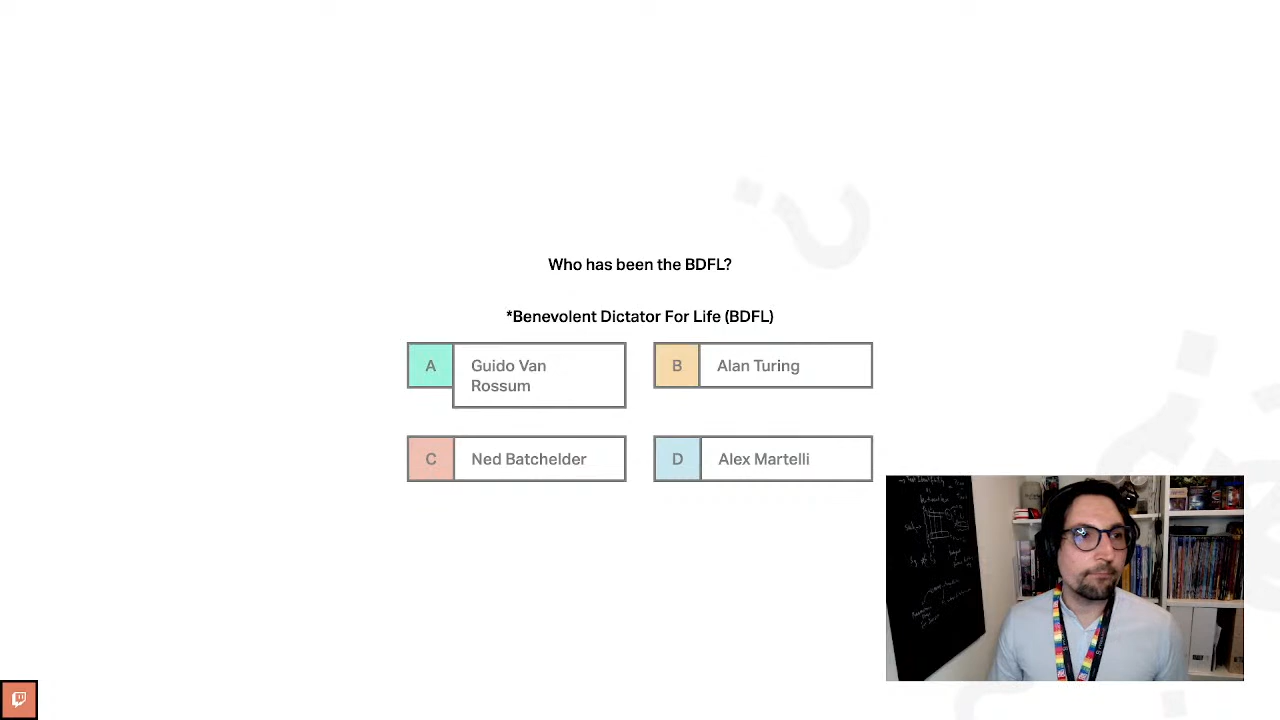 Who has been the BDFL?
*Benevolent Dictator For Life (BDFL)
A
Guido Van
Rossum
B
Alan Turing
C
Ned Batchelder
D
Alex Martelli